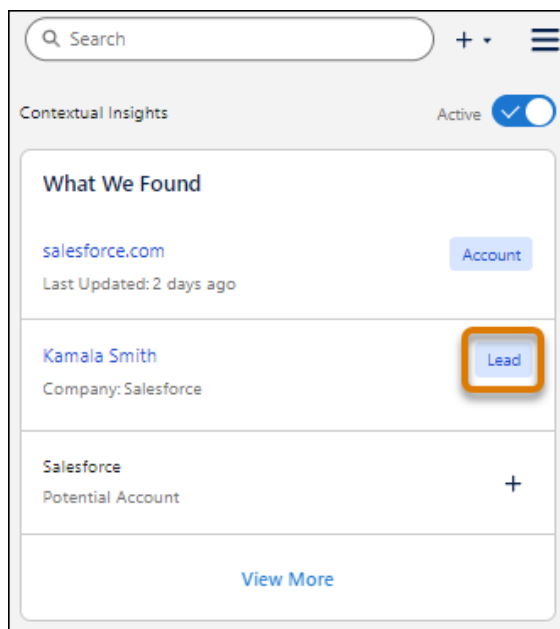 Search
Contextual Insights
Active
What We Found
salesforce.com
Account
Last Updated: 2 days ago
Kamala Smith
Lead
Company: Salesforce
Salesforce
Potential Account
View More